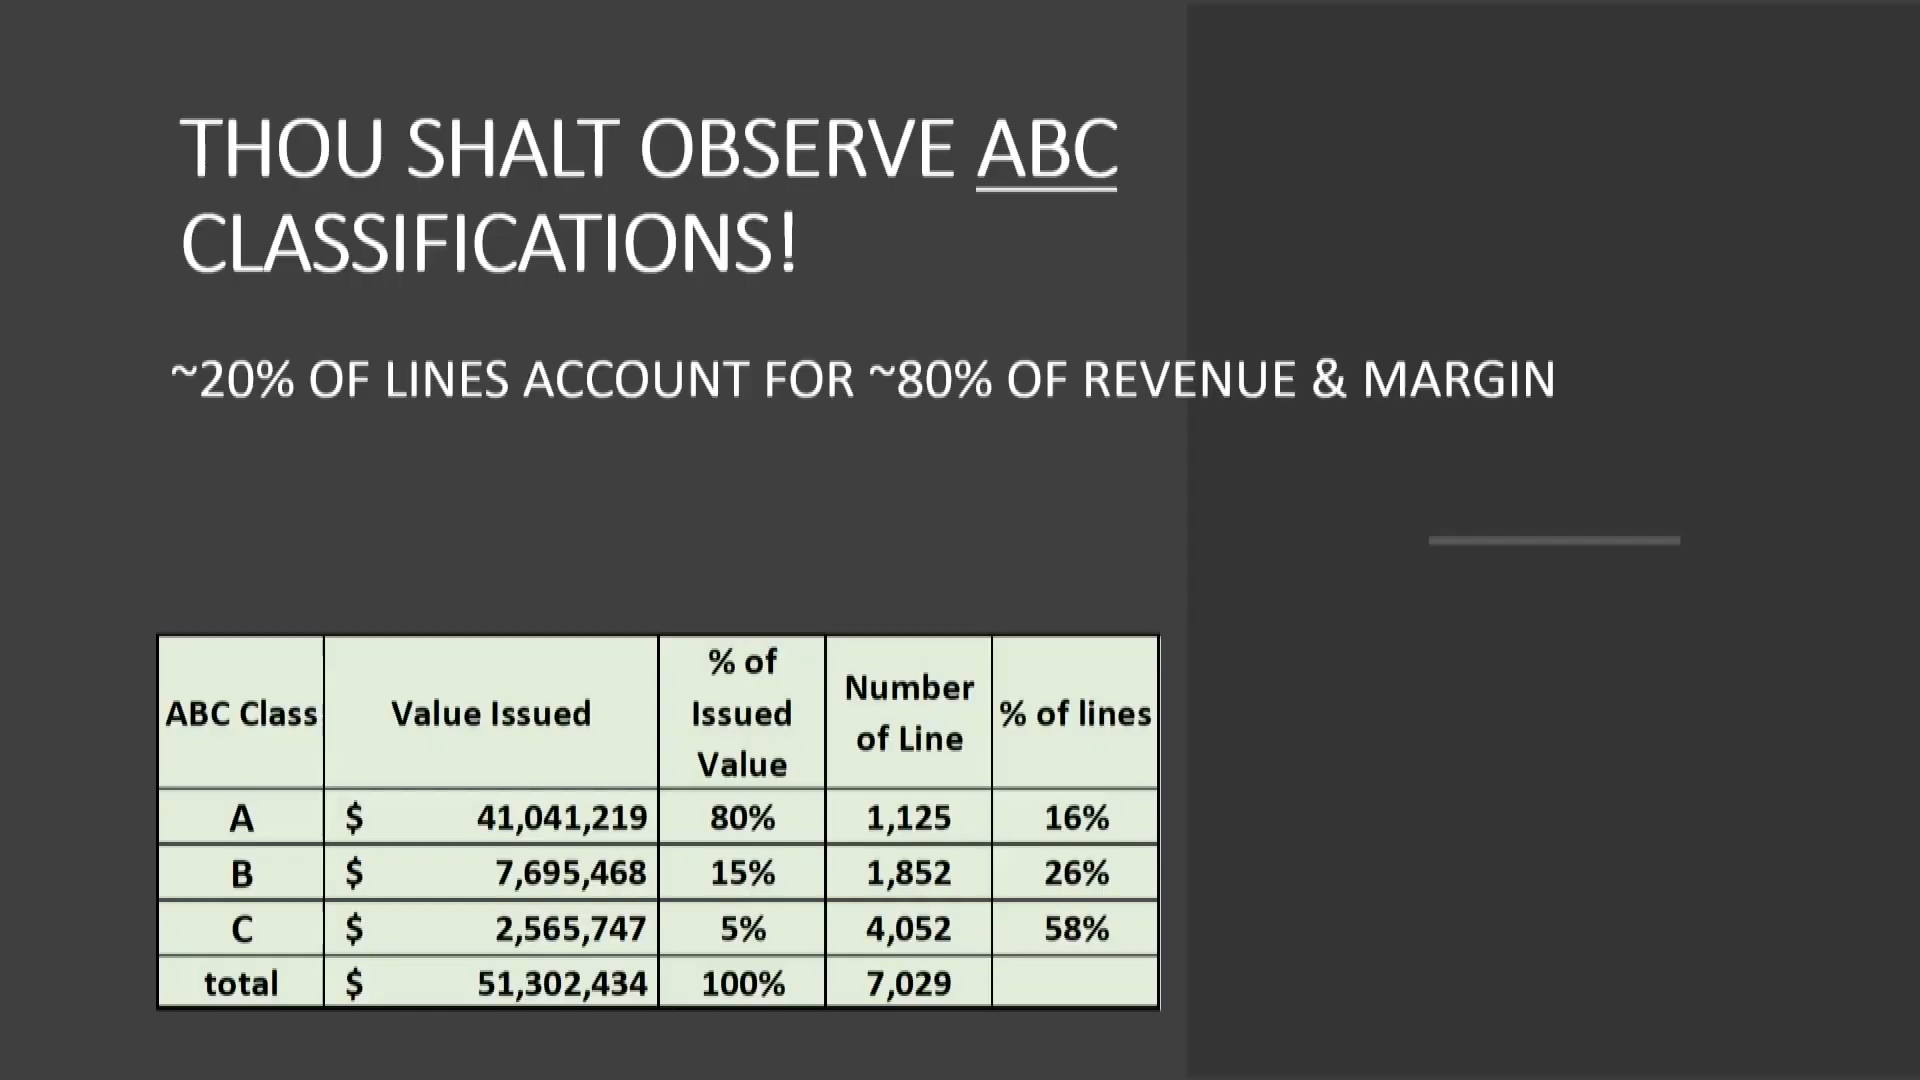 THOU SHALT OBSERVE ABC
CLASSIFICATIONS!
~20% OF LINES ACCOUNT FOR ~80% OF REVENUE & MARGIN
ABC Class Value Issued % of Issued Value Number of Line % of lines
A $ 41,041,219 80% 1,125 16%
B $ 7,695,468 15% 1,852 26%
C $ 2,565,747 5% 4,052 58%
total $ 51,302,434 100% 7,029